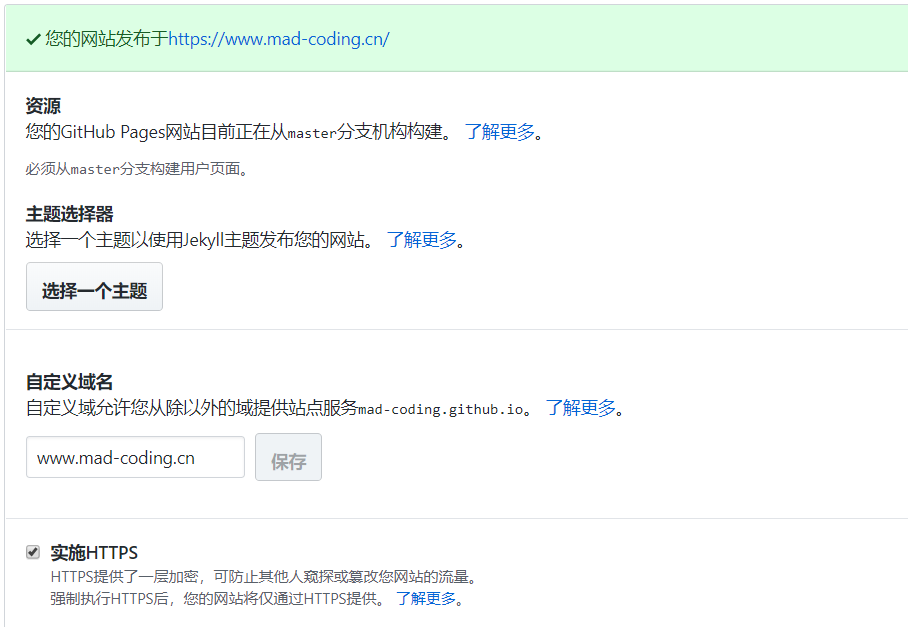 您的网站发布于https://www.mad-coding.cn/
资源
您的GitHub Pages网站目前正在从master分支机构构建。 了解更多。
必须从master分支构建用户页面。
主题选择器
选择一个主题以使用Jekyll主题发布您的网站。 了解更多。
选择一个主题
自定义域名
自定义域允许您从除以外的域提供站点服务mad-coding.github.io。 了解更多。
www.mad-coding.cn
保存
实施HTTPS
HTTPS提供了一层加密，可防止其他人窥探或篡改您网站的流量。
强制执行HTTPS后，您的网站将仅通过HTTPS提供。 了解更多。